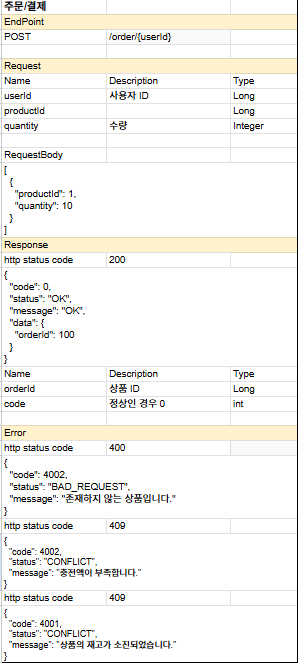 주문/결제
EndPoint
POST /order/{userId}
Request
Name Description Type
userId 사용자 ID Long
productId Long
quantity 수량 Integer
RequestBody
[
{
"productId": 1,
"quantity": 10
}
]
Response
http status code 200
{
"code": 0,
"status": "OK",
"message": "OK",
"data": {
"orderId": 100
}
}
Name Description Type
orderId 상품 ID Long
code 정상인 경우 0 int
Error
http status code 400
{
"code": 4002,
"status": "BAD_REQUEST",
"message": "존재하지 않는 상품입니다."
}
http status code 409
{
"code": 4002,
"status": "CONFLICT",
"message": "충전액이 부족합니다."
}
http status code 409
{
"code": 4001,
"status": "CONFLICT",
"message": "상품의 재고가 소진되었습니다."
}